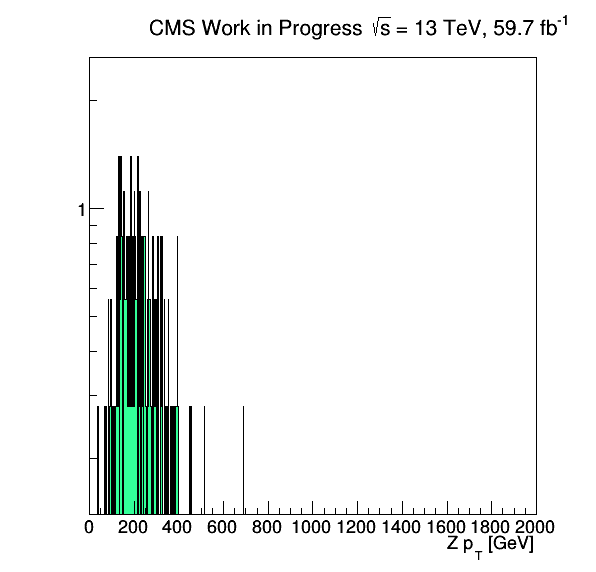 CMS Work in Progress √s = 13 TeV, 59.7 fb⁻¹
1
0 200 400 600 800 1000 1200 1400 1600 1800 2000
Z p_T [GeV]